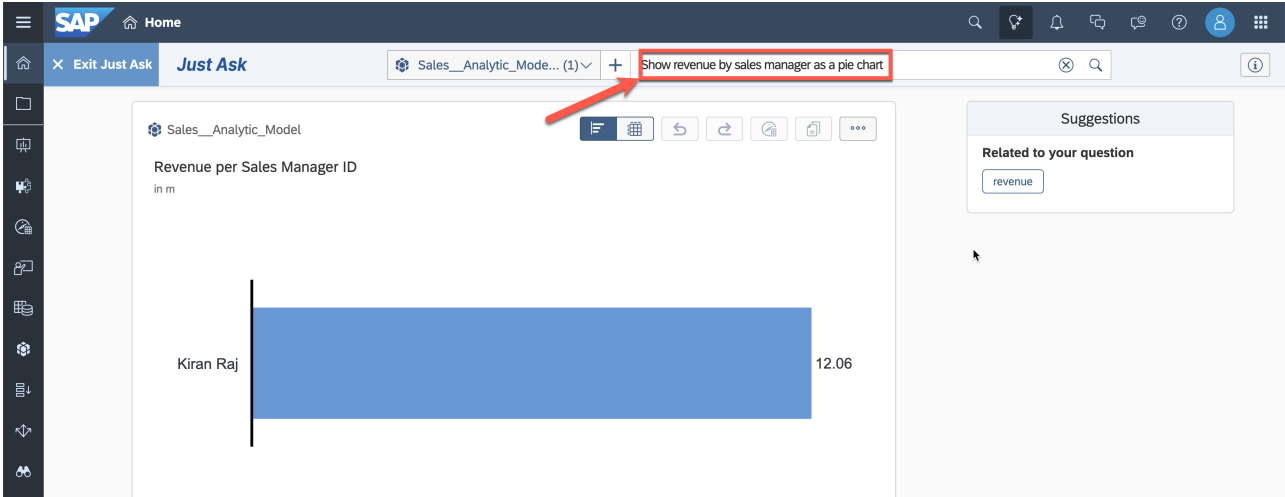 SAP Home
Exit Just Ask
Just Ask
Sales__Analytic_Mode... (1)
Show revenue by sales manager as a pie chart
Sales__Analytic_Model
Revenue per Sales Manager ID
in m
Kiran Raj
12.06
Suggestions
Related to your question
revenue